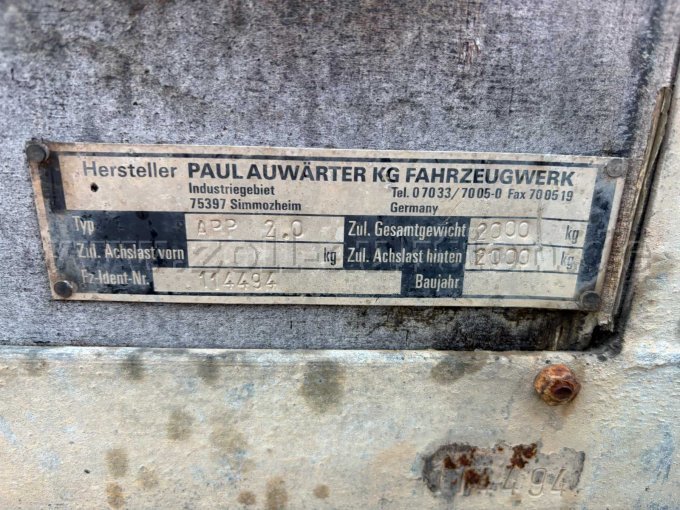 Hersteller PAUL AUWÄRTER KG FAHRZEUGWERK
Industriegebiet Tel. 07033/7005-0 Fax 700519
75397 Simmozheim Germany
Typ APP 2.0 Zul. Gesamtgewicht 2000 kg
Zul. Achslast vorn kg Zul. Achslast hinten 2000 kg
Fz-Ident-Nr. 114494 Baujahr
494